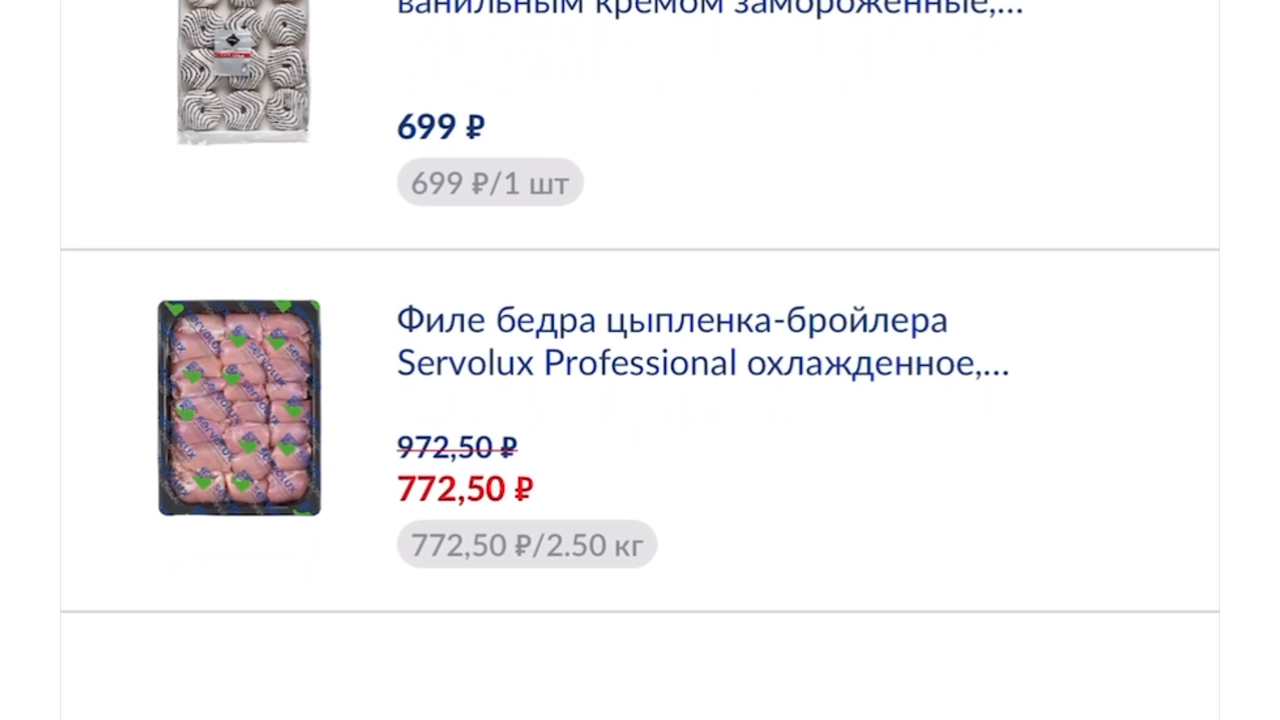 ванильным кремом замороженные,...
699 ₽
699 ₽/1 шт
Филе бедра цыпленка-бройлера
Servolux Professional охлажденное,...
972,50 ₽
772,50 ₽
772,50 ₽/2.50 кг